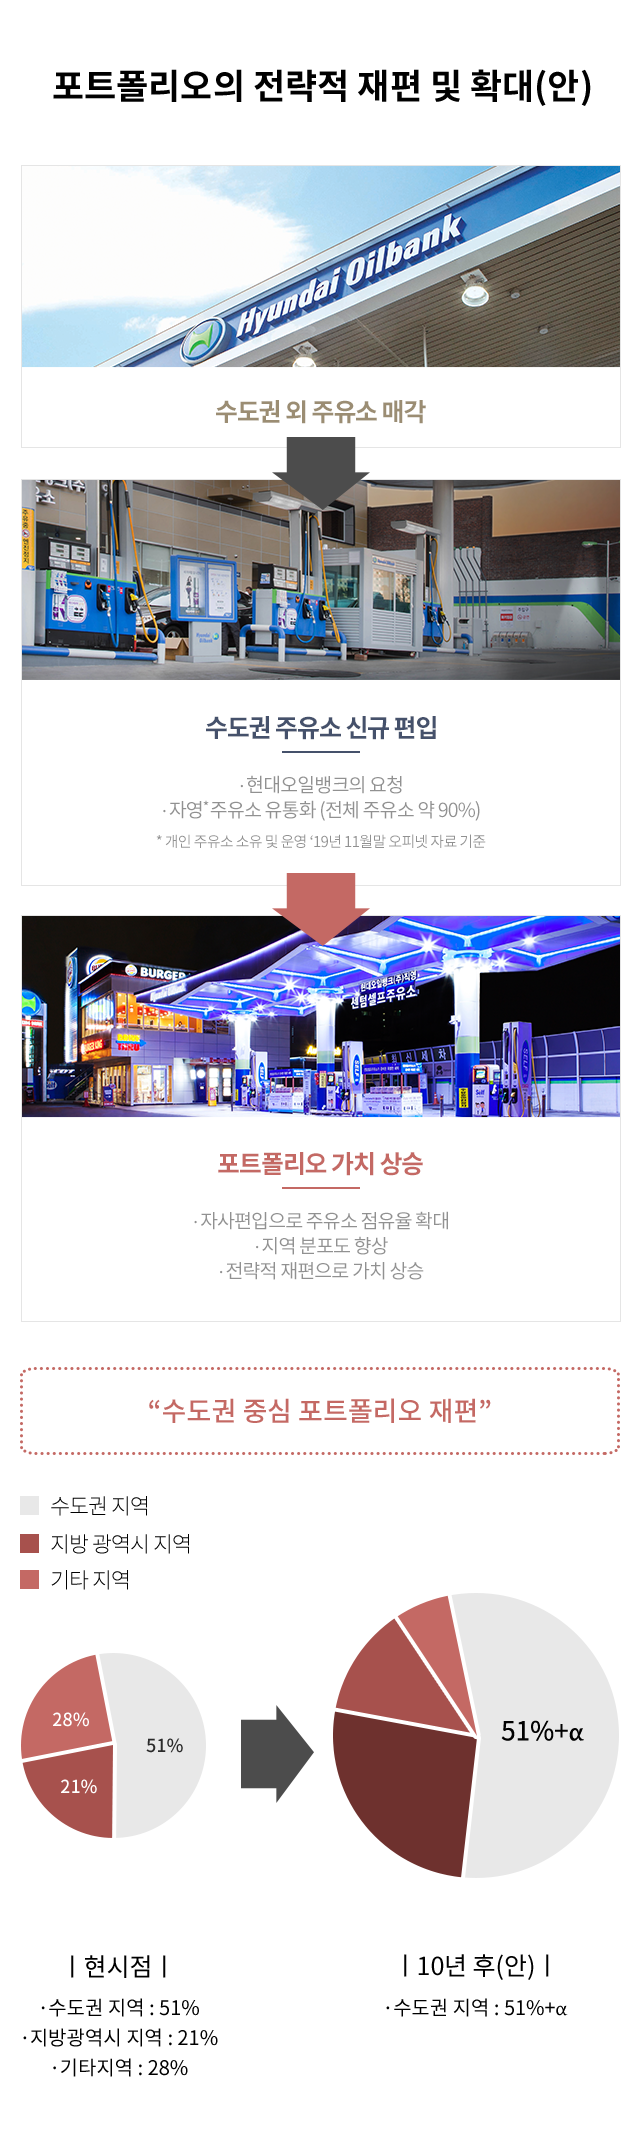 포트폴리오의 전략적 재편 및 확대(안)
Hyundai Oilbank
수도권 외 주유소 매각
Hyundai
Oilbank
수도권 주유소 신규 편입
·현대오일뱅크의 요청
·자영*주유소 유통화 (전체 주유소 약 90%)
* 개인 주유소 소유 및 운영 ‘19년 11월말 오피넷 자료 기준
BURGER
현대오일뱅크(주)직영
센텀셀프주유소
SELF
포트폴리오 가치 상승
·자사편입으로 주유소 점유율 확대
·지역 분포도 향상
·전략적 재편으로 가치 상승
“수도권 중심 포트폴리오 재편”
수도권 지역
지방 광역시 지역
기타 지역
28%
51%
21%
51%+α
ㅣ현시점ㅣ
·수도권 지역 : 51%
·지방광역시 지역 : 21%
·기타지역 : 28%
ㅣ10년 후(안)ㅣ
·수도권 지역 : 51%+α